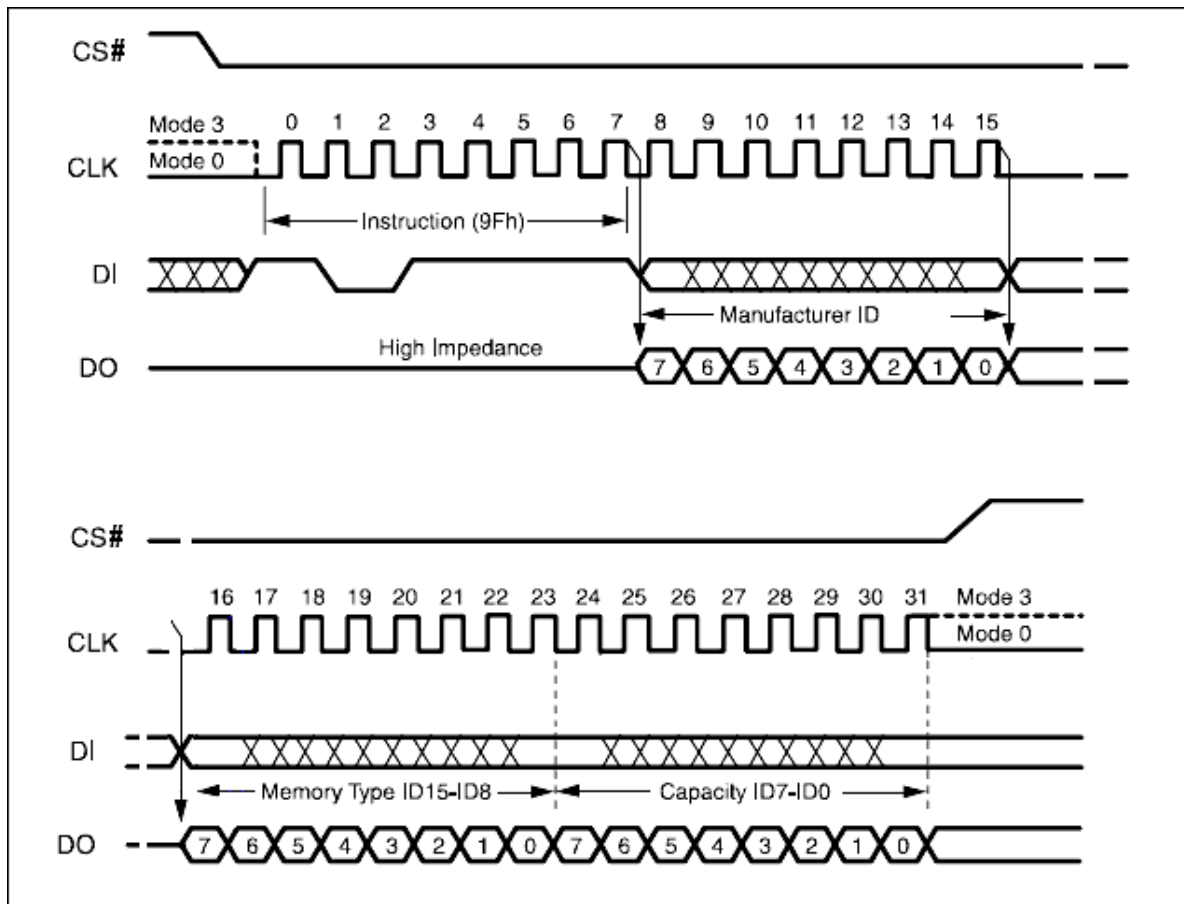 CS#
Mode 3
0 1 2 3 4 5 6 7 8 9 10 11 12 13 14 15
Mode 0
CLK
Instruction (9Fh)
DI
Manufacturer ID
High Impedance
DO
7 6 5 4 3 2 1 0
CS#
16 17 18 19 20 21 22 23 24 25 26 27 28 29 30 31
Mode 3
CLK
Mode 0
DI
Memory Type ID15-ID8
Capacity ID7-ID0
DO
7 6 5 4 3 2 1 0 7 6 5 4 3 2 1 0